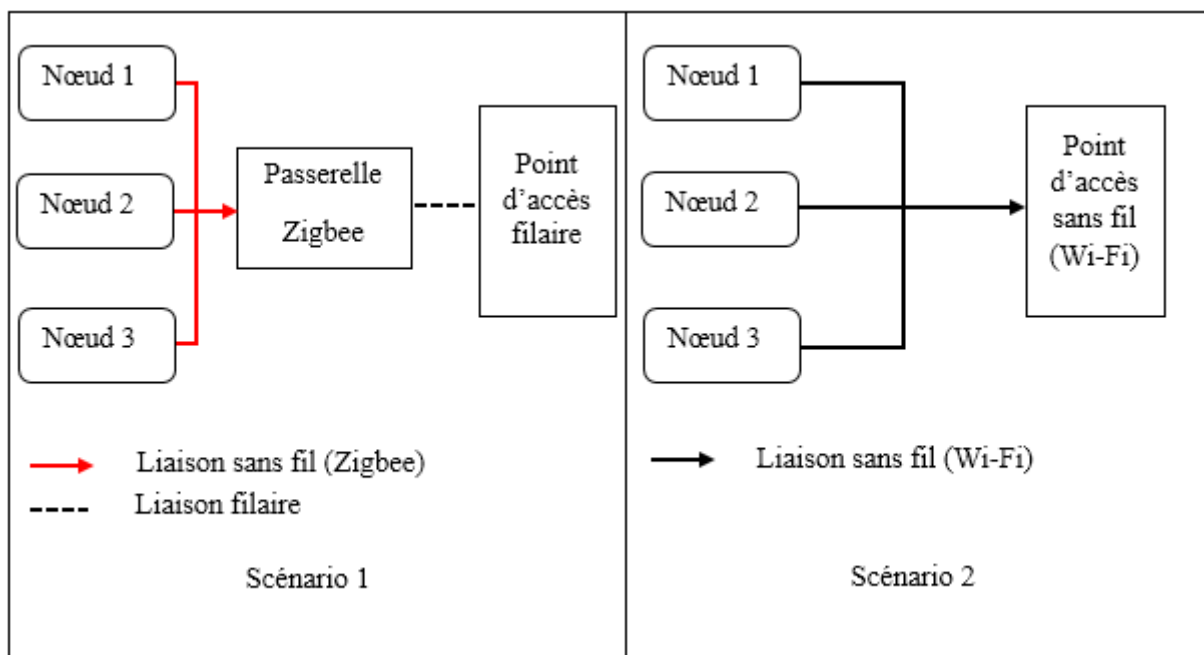 Nœud 1
Nœud 2
Nœud 3
Passerelle
Zigbee
Point
d’accès
filaire
Liaison sans fil (Zigbee)
Liaison filaire
Scénario 1
Nœud 1
Nœud 2
Nœud 3
Point
d’accès
sans fil
(Wi-Fi)
Liaison sans fil (Wi-Fi)
Scénario 2